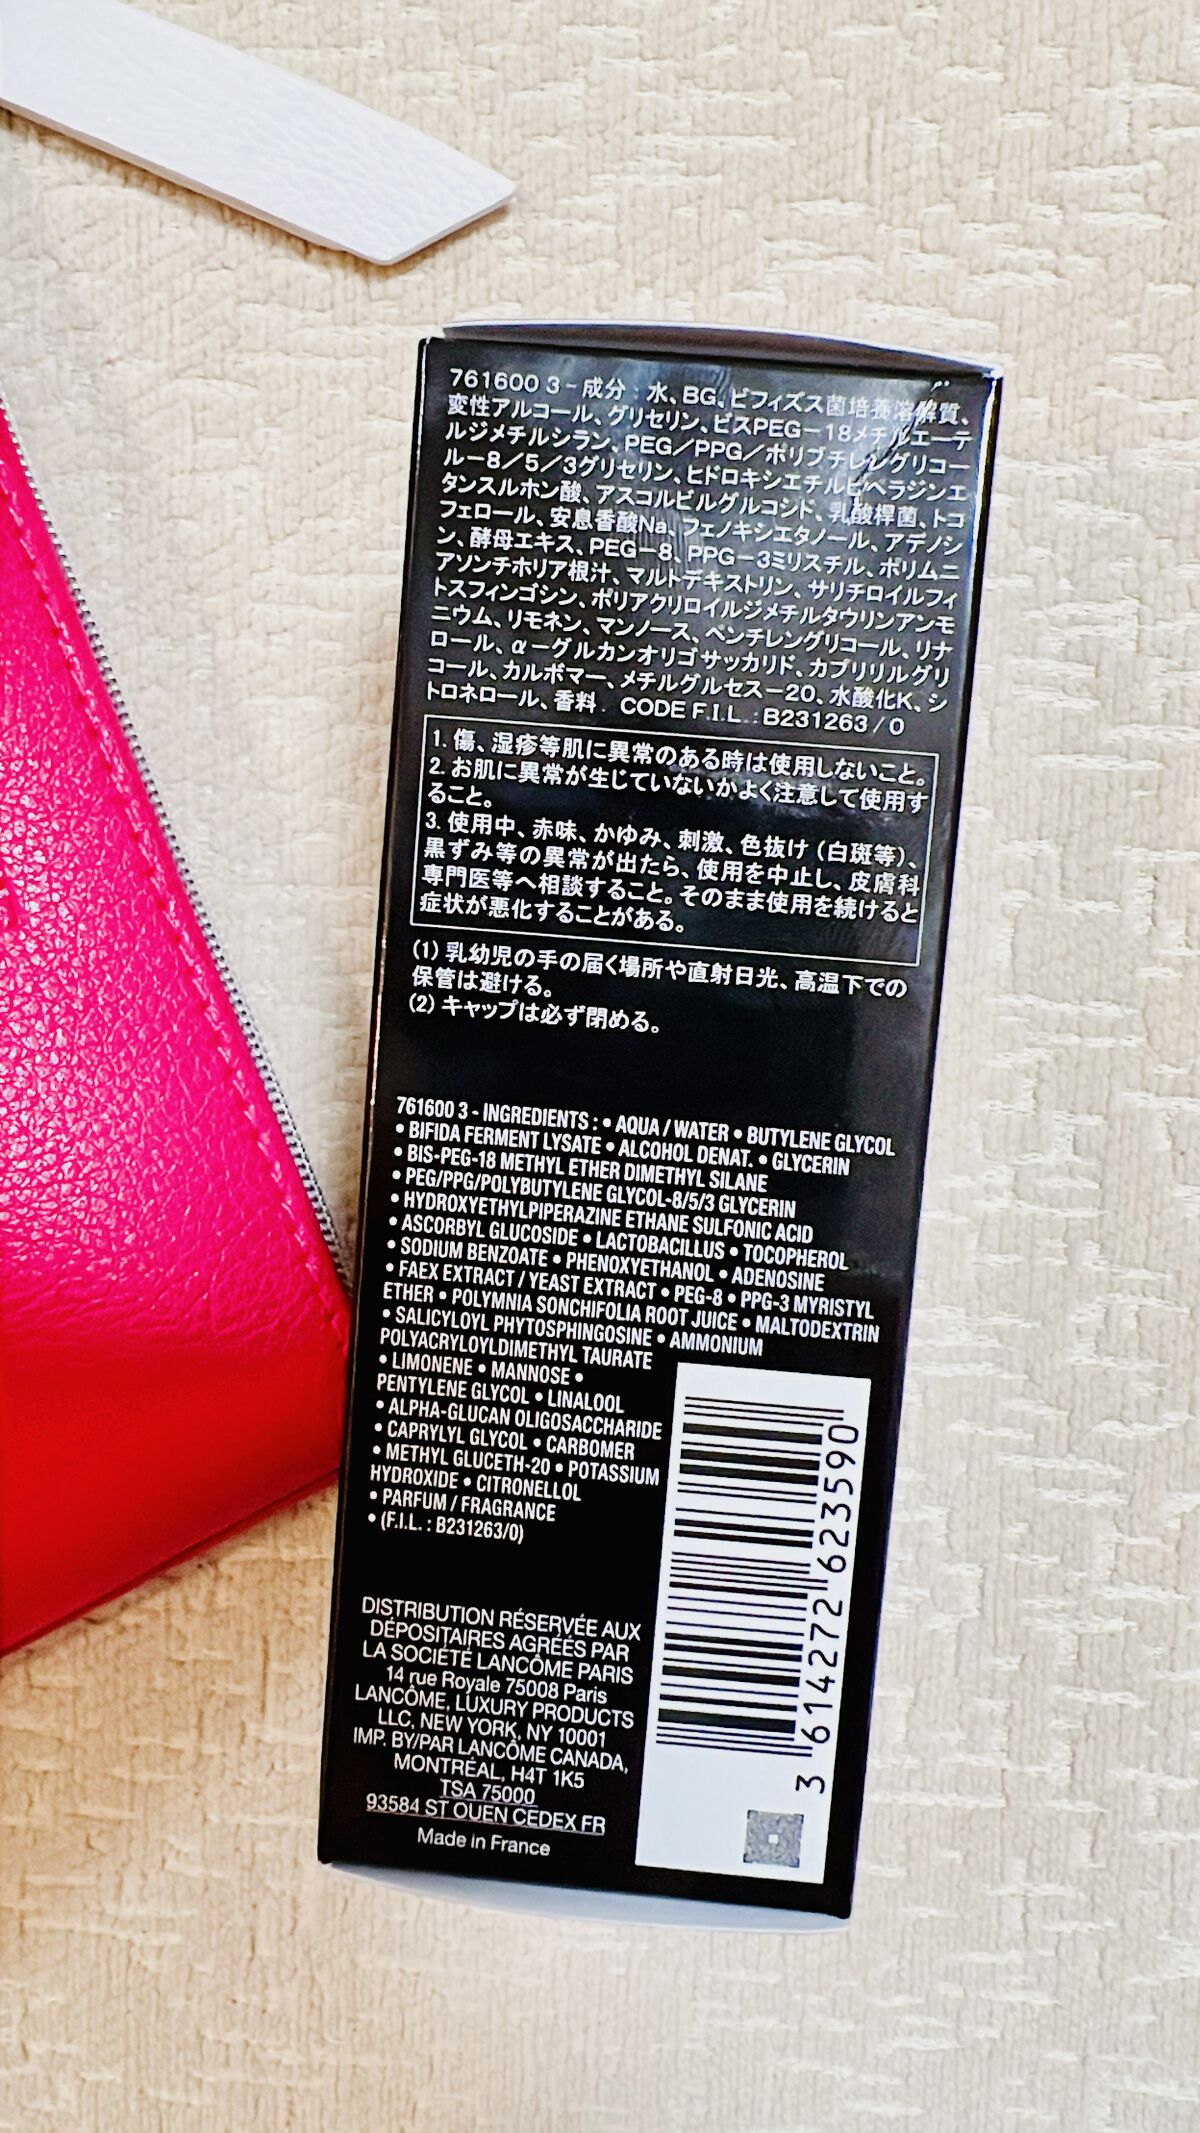 761600 3 - 成分：水、BG、ビフィズス菌培養溶解質、
変性アルコール、グリセリン、ビスPEG－18メチルエーテ
ルジメチルシラン、PEG／PPG／ポリブチレングリコー
ル－8／5／3グリセリン、ヒドロキシエチルピペラジンエ
タンスルホン酸、アスコルビルグルコシド、乳酸桿菌、トコ
フェロール、安息香酸Na、フェノキシエタノール、アデノシ
ン、酵母エキス、PEG－8、PPG－3ミリスチル、ポリムニ
アソンチホリア根汁、マルトデキストリン、サリチロイルフィ
トスフィンゴシン、ポリアクリロイルジメチルタウリンアンモ
ニウム、リモネン、マンノース、ペンチレングリコール、リナ
ロール、α－グルカンオリゴサッカリド、カプリリルグリ
コール、カルボマー、メチルグルセス－20、水酸化K、シ
トロネロール、香料． CODE F.I.L. : B231263 / 0
1. 傷、湿疹等肌に異常のある時は使用しないこと。
2. お肌に異常が生じていないかよく注意して使用す
ること。
3. 使用中、赤味、かゆみ、刺激、色抜け（白斑等）、
黒ずみ等の異常が出たら、使用を中止し、皮膚科
専門医等へ相談すること。そのまま使用を続けると
症状が悪化することがある。
(1) 乳幼児の手の届く場所や直射日光、高温下での
保管は避ける。
(2) キャップは必ず閉める。
761600 3 - INGREDIENTS : • AQUA / WATER • BUTYLENE GLYCOL
• BIFIDA FERMENT LYSATE • ALCOHOL DENAT. • GLYCERIN
• BIS-PEG-18 METHYL ETHER DIMETHYL SILANE
• PEG/PPG/POLYBUTYLENE GLYCOL-8/5/3 GLYCERIN
• HYDROXYETHYLPIPERAZINE ETHANE SULFONIC ACID
• ASCORBYL GLUCOSIDE • LACTOBACILLUS • TOCOPHEROL
• SODIUM BENZOATE • PHENOXYETHANOL • ADENOSINE
• FAEX EXTRACT / YEAST EXTRACT • PEG-8 • PPG-3 MYRISTYL
ETHER • POLYMNIA SONCHIFOLIA ROOT JUICE • MALTODEXTRIN
• SALICYLOYL PHYTOSPHINGOSINE • AMMONIUM
POLYACRYLOYLDIMETHYL TAURATE
• LIMONENE • MANNOSE •
PENTYLENE GLYCOL • LINALOOL
• ALPHA-GLUCAN OLIGOSACCHARIDE
• CAPRYLYL GLYCOL • CARBOMER
• METHYL GLUCETH-20 • POTASSIUM
HYDROXIDE • CITRONELLOL
• PARFUM / FRAGRANCE
• (F.I.L. : B231263/0)
DISTRIBUTION RÉSERVÉE AUX
DÉPOSITAIRES AGRÉÉS PAR
LA SOCIÉTÉ LANCÔME PARIS
14 rue Royale 75008 Paris
LANCÔME, LUXURY PRODUCTS
LLC, NEW YORK, NY 10001
IMP. BY/PAR LANCÔME CANADA,
MONTRÉAL, H4T 1K5
TSA 75000
93584 ST OUEN CEDEX FR
Made in France
3 614272 623590